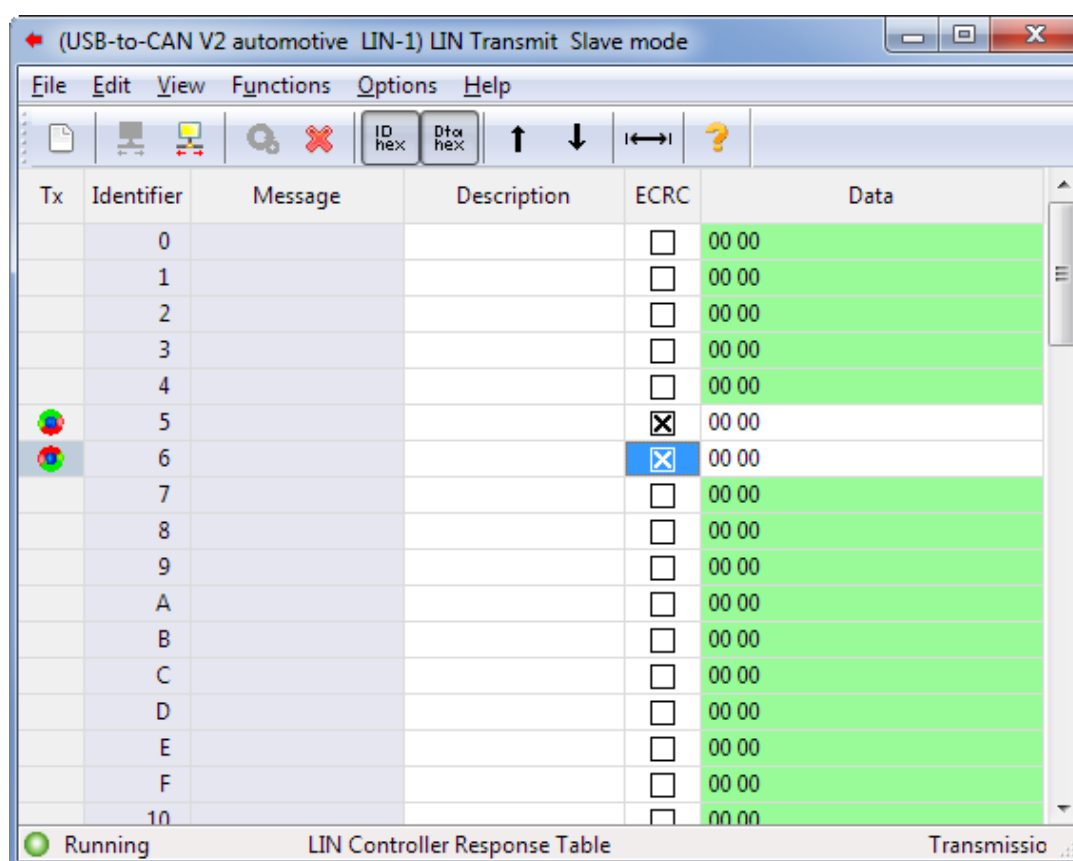 (USB-to-CAN V2 automotive LIN-1) LIN Transmit Slave mode
File Edit View Functions Options Help
ID hex Dta hex
Tx Identifier Message Description ECRC Data
0 00 00
1 00 00
2 00 00
3 00 00
4 00 00
5 00 00
6 00 00
7 00 00
8 00 00
9 00 00
A 00 00
B 00 00
C 00 00
D 00 00
E 00 00
F 00 00
10 00 00
Running LIN Controller Response Table Transmissio